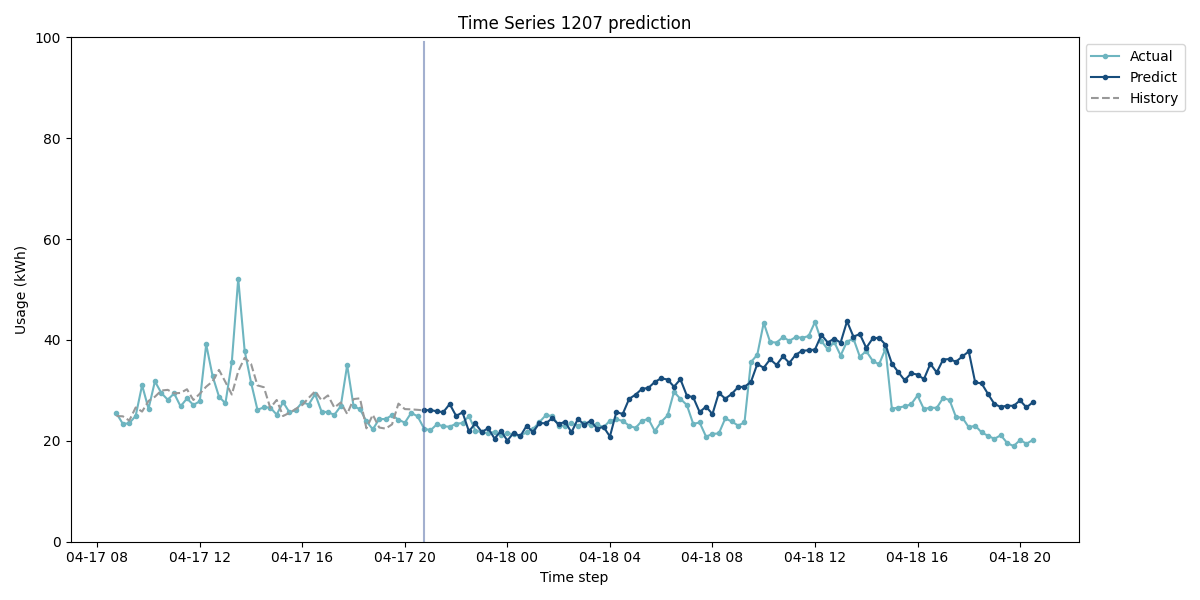 Time Series 1207 prediction
100
80
60
40
20
0
Usage (kWh)
04-17 08 04-17 12 04-17 16 04-17 20 04-18 00 04-18 04 04-18 08 04-18 12 04-18 16 04-18 20
Time step
Actual
Predict
History